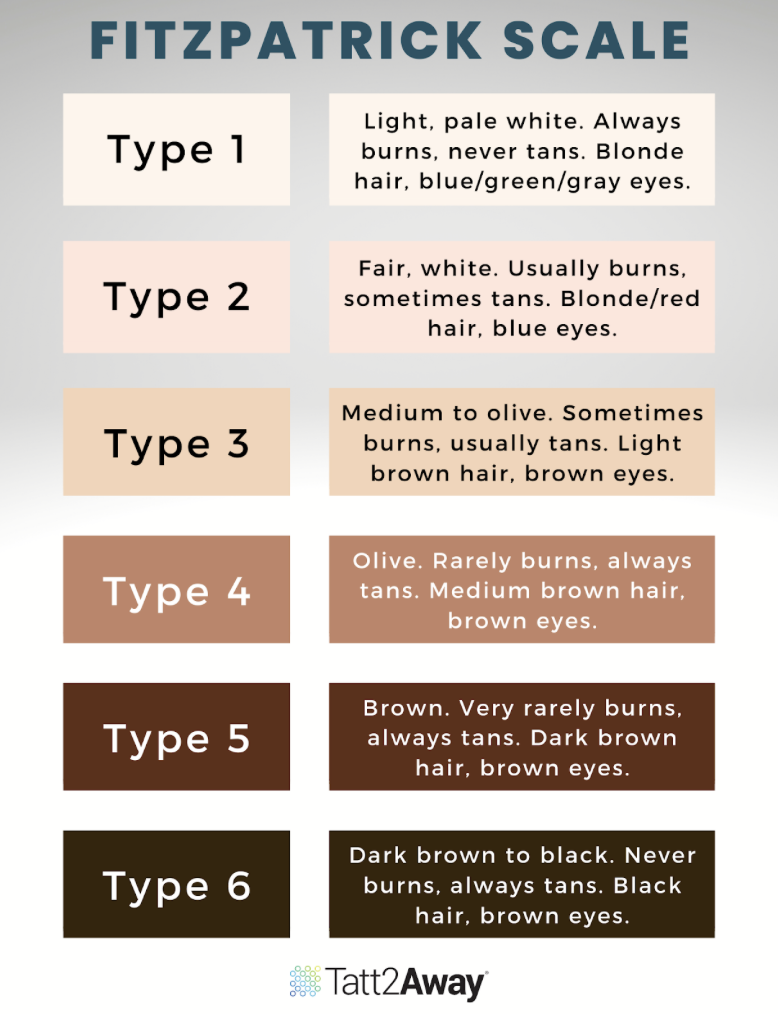 FITZPATRICK SCALE
Type 1
Light, pale white. Always
burns, never tans. Blonde
hair, blue/green/gray eyes.
Type 2
Fair, white. Usually burns,
sometimes tans. Blonde/red
hair, blue eyes.
Type 3
Medium to olive. Sometimes
burns, usually tans. Light
brown hair, brown eyes.
Type 4
Olive. Rarely burns, always
tans. Medium brown hair,
brown eyes.
Type 5
Brown. Very rarely burns,
always tans. Dark brown
hair, brown eyes.
Type 6
Dark brown to black. Never
burns, always tans. Black
hair, brown eyes.
Tatt2Away®